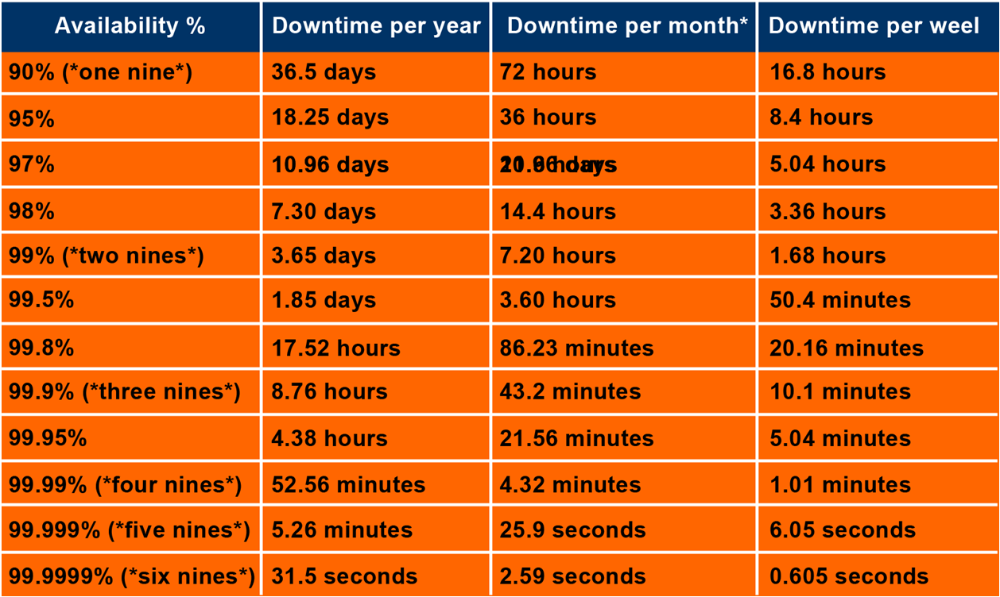 Availability % Downtime per year Downtime per month* Downtime per weel
90% (*one nine*) 36.5 days 72 hours 16.8 hours
95% 18.25 days 36 hours 8.4 hours
97% 10.96 days 5.04 hours
98% 7.30 days 14.4 hours 3.36 hours
99% (*two nines*) 3.65 days 7.20 hours 1.68 hours
99.5% 1.85 days 3.60 hours 50.4 minutes
99.8% 17.52 hours 86.23 minutes 20.16 minutes
99.9% (*three nines*) 8.76 hours 43.2 minutes 10.1 minutes
99.95% 4.38 hours 21.56 minutes 5.04 minutes
99.99% (*four nines*) 52.56 minutes 4.32 minutes 1.01 minutes
99.999% (*five nines*) 5.26 minutes 25.9 seconds 6.05 seconds
99.9999% (*six nines*) 31.5 seconds 2.59 seconds 0.605 seconds